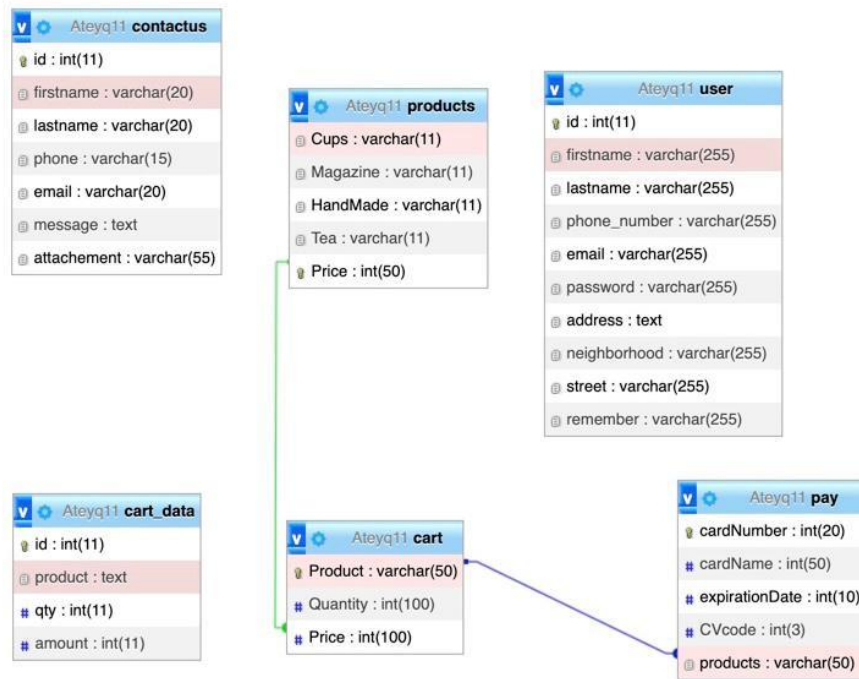 Ateyq11 contactus
id : int(11)
firstname : varchar(20)
lastname : varchar(20)
phone : varchar(15)
email : varchar(20)
message : text
attachement : varchar(55)
Ateyq11 products
Cups : varchar(11)
Magazine : varchar(11)
HandMade : varchar(11)
Tea : varchar(11)
Price : int(50)
Ateyq11 user
id : int(11)
firstname : varchar(255)
lastname : varchar(255)
phone_number : varchar(255)
email : varchar(255)
password : varchar(255)
address : text
neighborhood : varchar(255)
street : varchar(255)
remember : varchar(255)
Ateyq11 cart_data
id : int(11)
product : text
# qty : int(11)
# amount : int(11)
Ateyq11 cart
Product : varchar(50)
# Quantity : int(100)
# Price : int(100)
Ateyq11 pay
cardNumber : int(20)
# cardName : int(50)
# expirationDate : int(10)
# CVcode : int(3)
products : varchar(50)